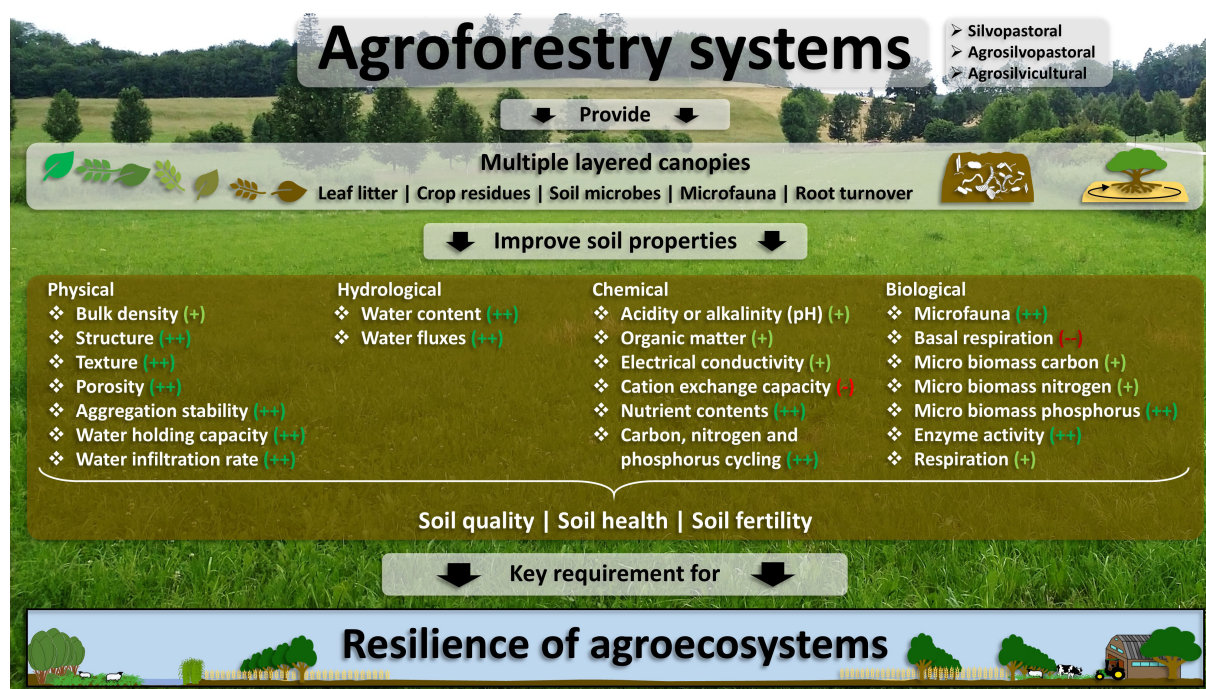 Agroforestry systems
➢ Silvopastoral
➢ Agrosilvopastoral
➢ Agrosilvicultural
Provide
Multiple layered canopies
Leaf litter | Crop residues | Soil microbes | Microfauna | Root turnover
Improve soil properties
Physical
❖ Bulk density (+)
❖ Structure (++)
❖ Texture (++)
❖ Porosity (++)
❖ Aggregation stability (++)
❖ Water holding capacity (++)
❖ Water infiltration rate (++)
Hydrological
❖ Water content (++)
❖ Water fluxes (++)
Chemical
❖ Acidity or alkalinity (pH) (+)
❖ Organic matter (+)
❖ Electrical conductivity (+)
❖ Cation exchange capacity (-)
❖ Nutrient contents (++)
❖ Carbon, nitrogen and
phosphorus cycling (++)
Biological
❖ Microfauna (++)
❖ Basal respiration (--)
❖ Micro biomass carbon (+)
❖ Micro biomass nitrogen (+)
❖ Micro biomass phosphorus (++)
❖ Enzyme activity (++)
❖ Respiration (+)
Soil quality | Soil health | Soil fertility
Key requirement for
Resilience of agroecosystems